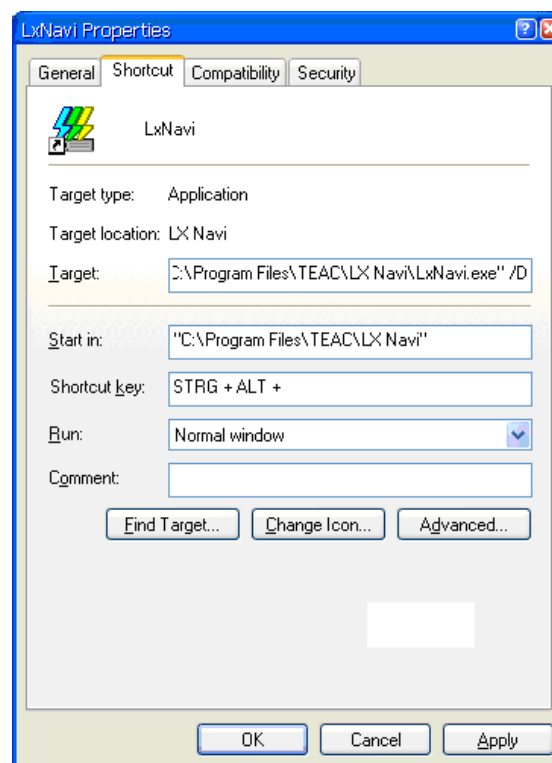 LxNavi Properties
General Shortcut Compatibility Security
LxNavi
Target type: Application
Target location: LX Navi
Target: :\Program Files\TEAC\LX Navi\LxNavi.exe" /D
Start in: "C:\Program Files\TEAC\LX Navi"
Shortcut key: STRG + ALT +
Run: Normal window
Comment:
Find Target... Change Icon... Advanced...
OK Cancel Apply